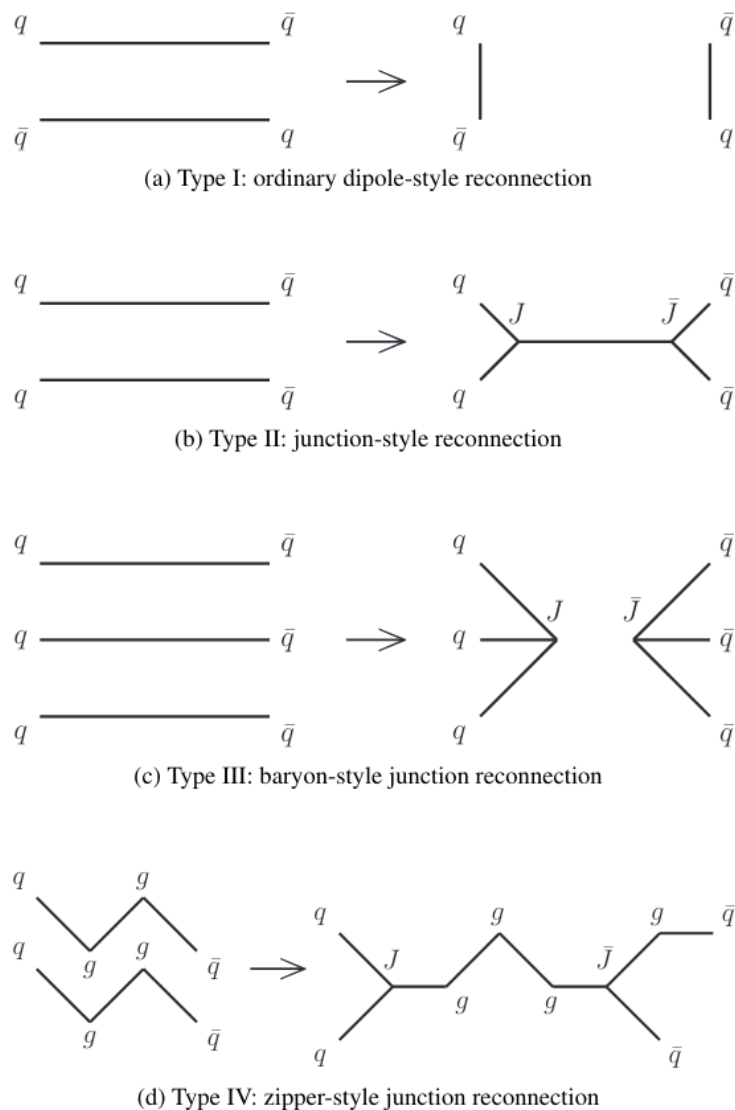 q q̄ q q̄
q̄ q q̄ q
(a) Type I: ordinary dipole-style reconnection
q q̄ q J J̄ q̄
q q̄ q q̄
(b) Type II: junction-style reconnection
q q̄ q q̄
J J̄
q q̄ q q̄
q q̄ q q̄
(c) Type III: baryon-style junction reconnection
q g q g g q̄
q g g q̄ J J̄
g q̄ g g
q q̄
(d) Type IV: zipper-style junction reconnection